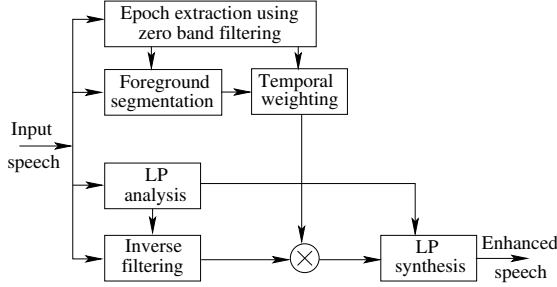 Epoch extraction using
zero band filtering
Foreground
segmentation
Temporal
weighting
Input
speech
LP
analysis
Inverse
filtering
LP
synthesis
Enhanced
speech